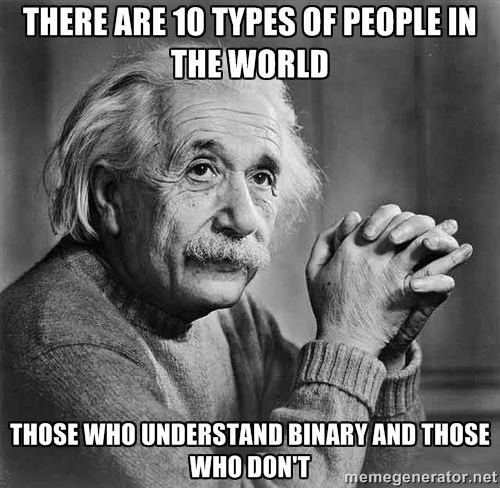 THERE ARE 10 TYPES OF PEOPLE IN
THE WORLD
THOSE WHO UNDERSTAND BINARY AND THOSE
WHO DON'T
memegenerator.net